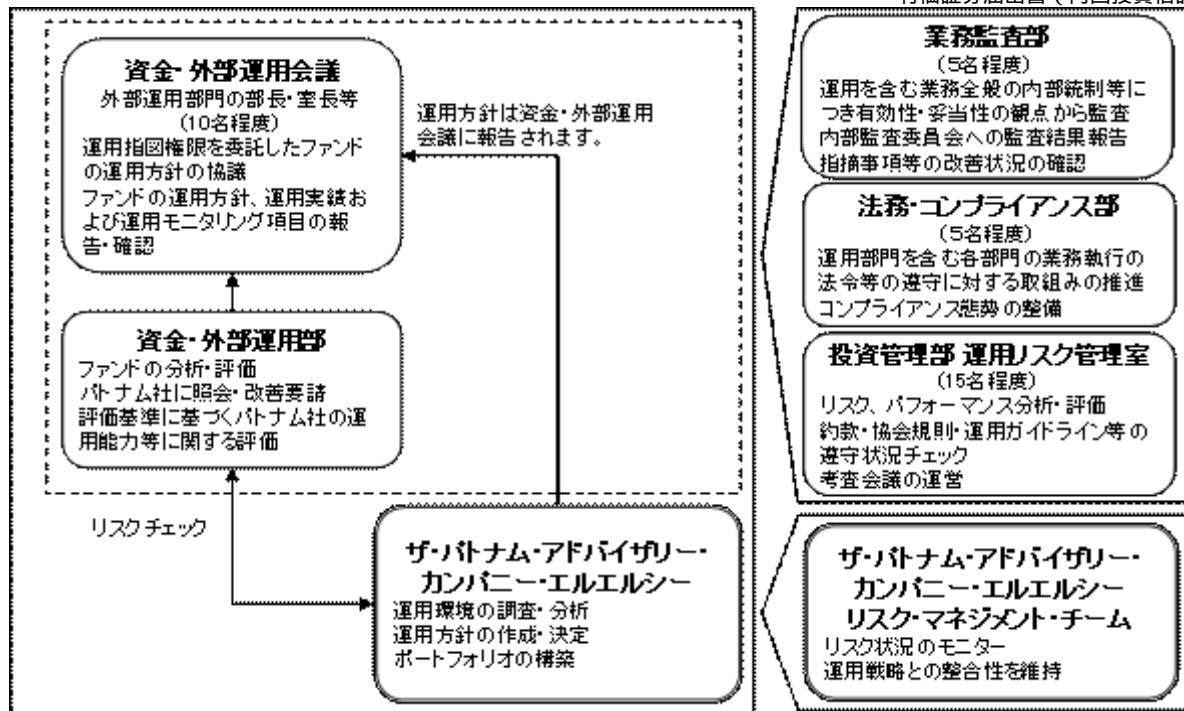 資金・外部運用会議
外部運用部門の部長・室長等
(10名程度)
運用指図権限を委託したファンド
の運用方針の協議
ファンドの運用方針、運用実績お
よび運用モニタリング項目の報
告・確認
運用方針は資金・外部運用
会議に報告されます。
資金・外部運用部
ファンドの分析・評価
パトナム社に照会・改善要請
評価基準に基づくパトナム社の運
用能力等に関する評価
リスクチェック
ザ・パトナム・アドバイザリー・
カンパニー・エルエルシー
運用環境の調査・分析
運用方針の作成・決定
ポートフォリオの構築
業務監査部
(5名程度)
運用を含む業務全般の内部統制等に
つき有効性・妥当性の観点から監査
内部監査委員会への監査結果報告
指摘事項等の改善状況の確認
法務・コンプライアンス部
(5名程度)
運用部門を含む各部門の業務執行の
法令等の遵守に対する取組みの推進
コンプライアンス態勢の整備
投資管理部 運用リスク管理室
(15名程度)
リスク、パフォーマンス分析・評価
約款・協会規則・運用ガイドライン等の
遵守状況チェック
考査会議の運営
ザ・パトナム・アドバイザリー・
カンパニー・エルエルシー
リスク・マネジメント・チーム
リスク状況のモニター
運用戦略との整合性を維持